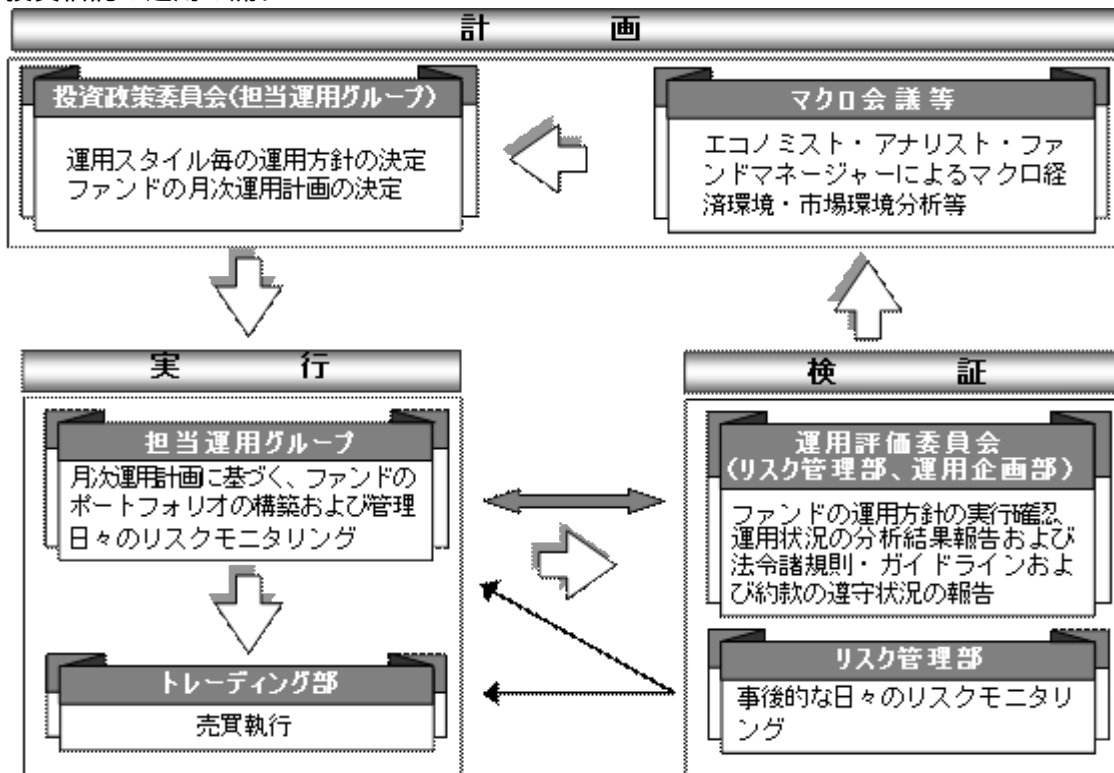 計 画
投資政策委員会(担当運用グループ)
運用スタイル毎の運用方針の決定
ファンドの月次運用計画の決定
マクロ会議等
エコノミスト・アナリスト・ファ
ンドマネージャーによるマクロ経
済環境・市場環境分析等
実 行
担当運用グループ
月次運用計画に基づく、ファンドの
ポートフォリオの構築および管理
日々のリスクモニタリング
トレーディング部
売買執行
検 証
運用評価委員会
(リスク管理部、運用企画部)
ファンドの運用方針の実行確認
運用状況の分析結果報告および
法令諸規則・ガイドラインおよ
び約款の遵守状況の報告
リスク管理部
事後的な日々のリスクモニタリ
ング